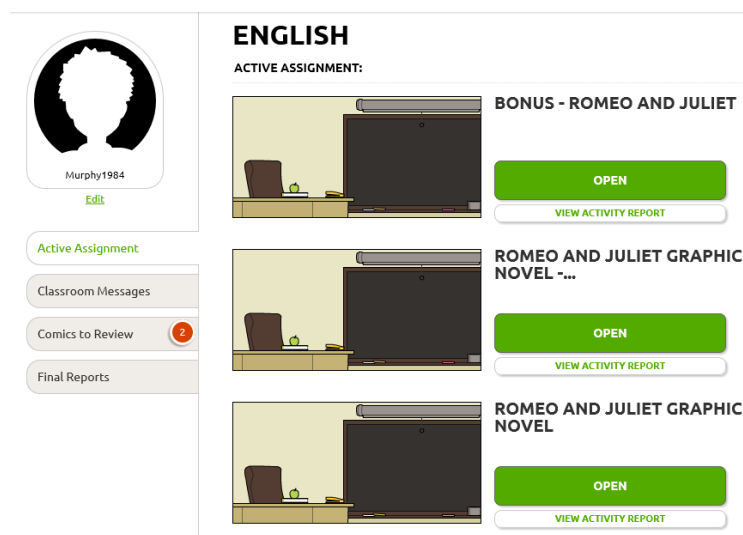 ENGLISH
ACTIVE ASSIGNMENT:
Murphy1984
Edit
Active Assignment
Classroom Messages
Comics to Review
2
Final Reports
BONUS - ROMEO AND JULIET
OPEN
VIEW ACTIVITY REPORT
ROMEO AND JULIET GRAPHIC
NOVEL -...
OPEN
VIEW ACTIVITY REPORT
ROMEO AND JULIET GRAPHIC
NOVEL
OPEN
VIEW ACTIVITY REPORT